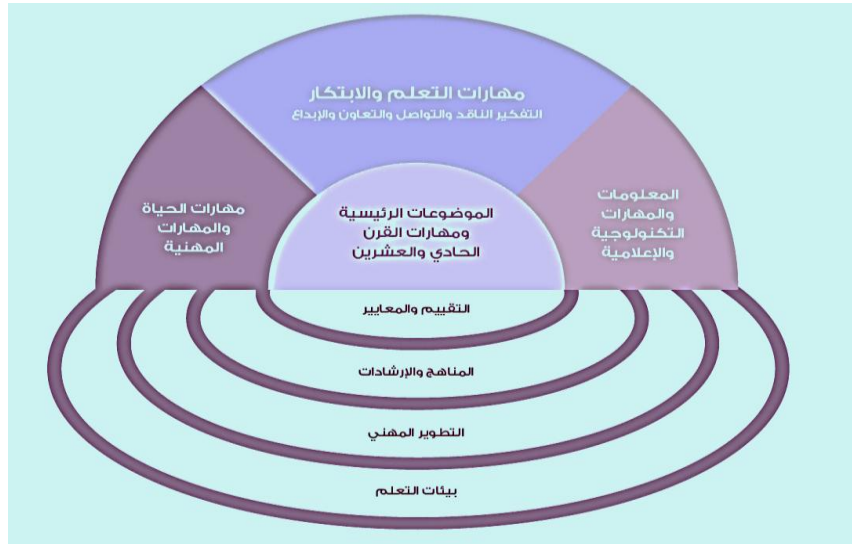 مهارات التعلم والابتكار
التفكير الناقد والتواصل والتعاون والإبداع
المعلومات
والمهارات
التكنولوجية
والإعلامية
الموضوعات الرئيسية
ومهارات القرن
الحادي والعشرين
مهارات الحياة
والمهارات
المهنية
التقييم والمعايير
المناهج والإرشادات
التطوير المهني
بيئات التعلم